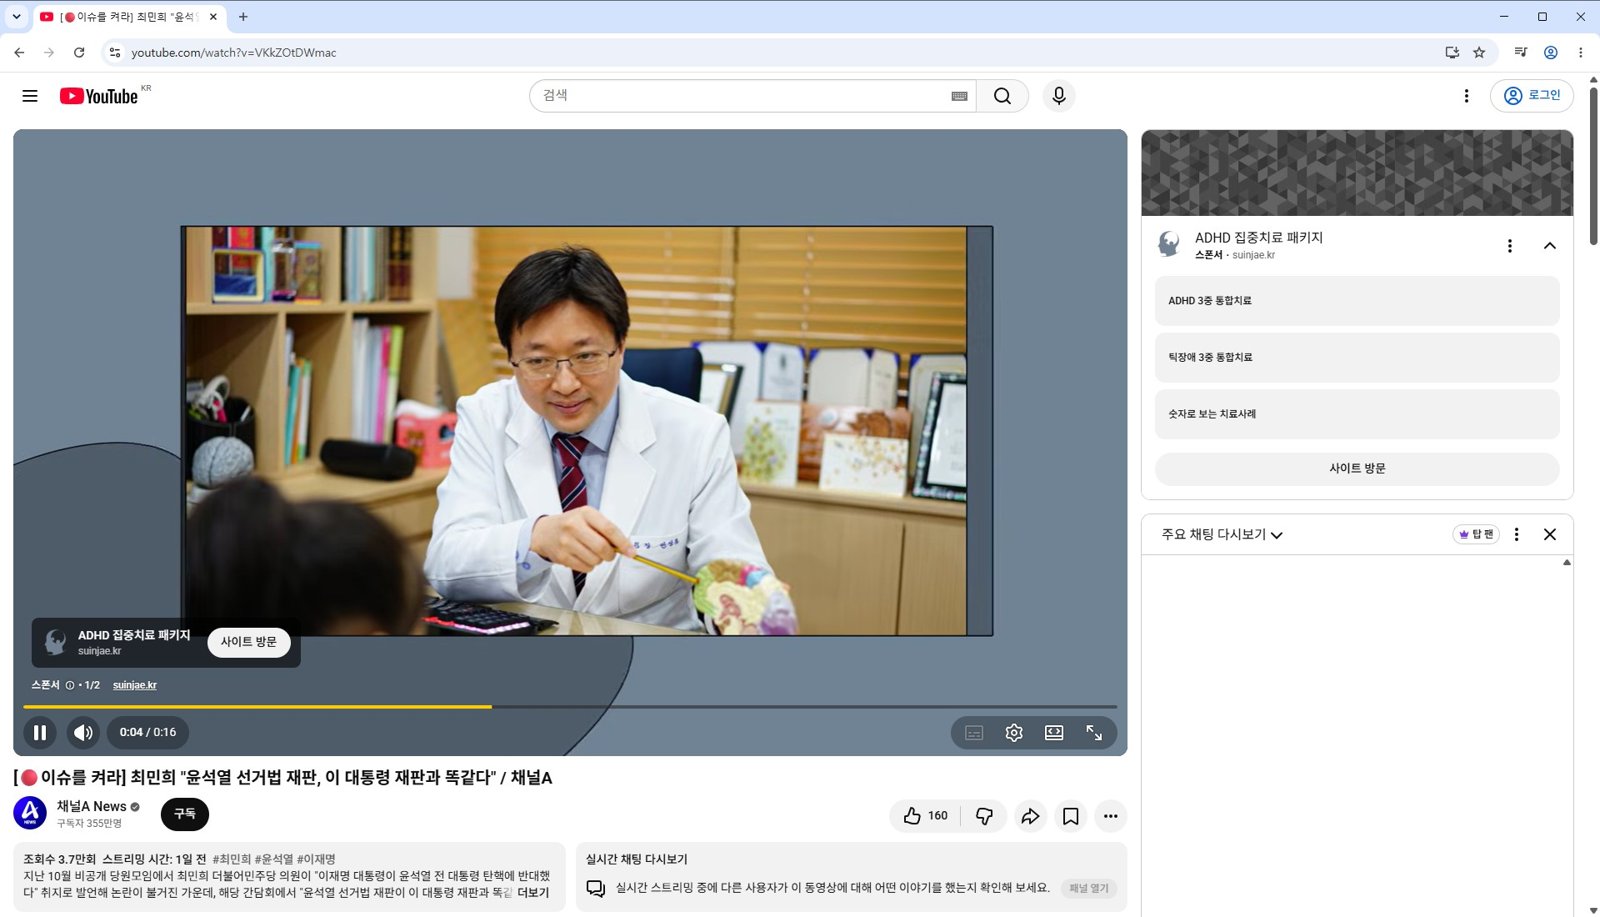 [🔴이슈를 켜라] 최민희 "윤석열
youtube.com/watch?v=VKkZOtDWmac
YouTube KR
검색
로그인
ADHD 집중치료 패키지
스폰서 · suinjae.kr
ADHD 3중 통합치료
틱장애 3중 통합치료
숫자로 보는 치료사례
사이트 방문
주요 채팅 다시보기
탑 팬
ADHD 집중치료 패키지
suinjae.kr
사이트 방문
스폰서 · 1/2 suinjae.kr
0:04 / 0:16
[🔴이슈를 켜라] 최민희 "윤석열 선거법 재판, 이 대통령 재판과 똑같다" / 채널A
채널A News
구독자 355만명
구독
160
조회수 3.7만회 스트리밍 시간: 1일 전 #최민희 #윤석열 #이재명
지난 10월 비공개 당원모임에서 최민희 더불어민주당 의원이 "이재명 대통령이 윤석열 전 대통령 탄핵에 반대했
다" 취지로 발언해 논란이 불거진 가운데, 해당 간담회에서 "윤석열 선거법 재판이 이 대통령 재판과 똑같 더보기
실시간 채팅 다시보기
실시간 스트리밍 중에 다른 사용자가 이 동영상에 대해 어떤 이야기를 했는지 확인해 보세요.
패널 열기